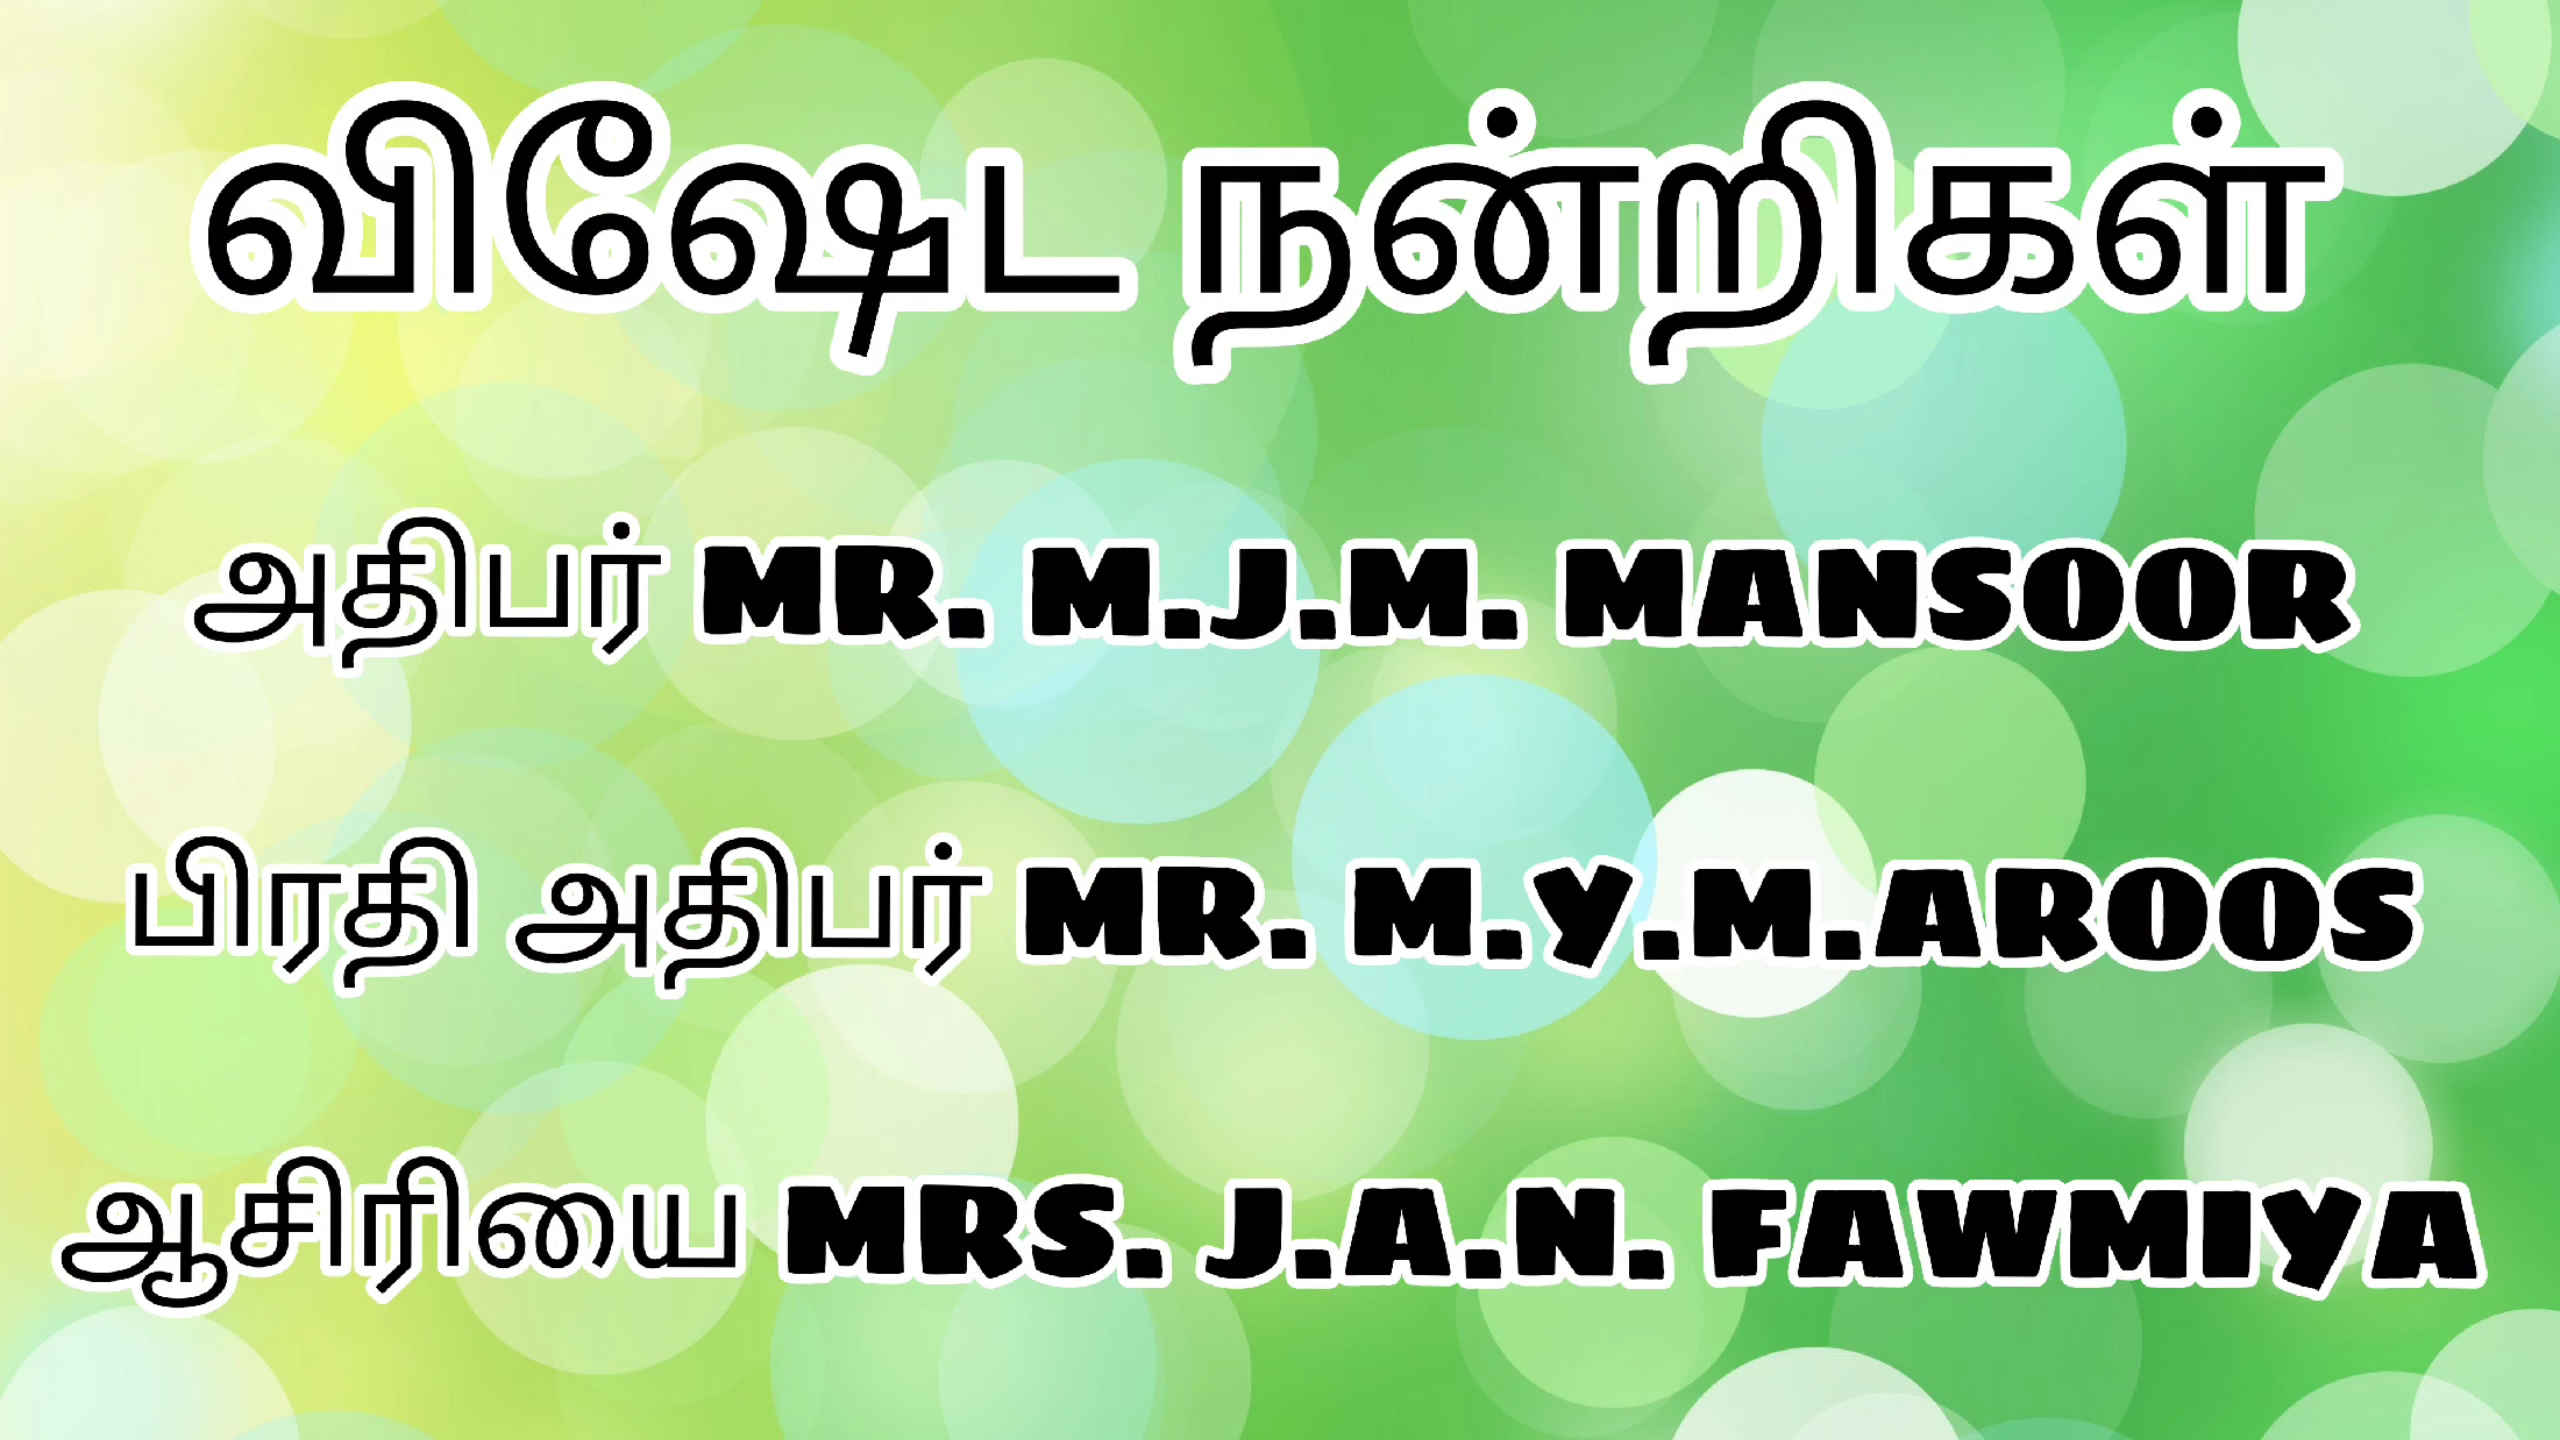 விஷேட நன்றிகள்
அதிபர் MR. M.J.M. MANSOOR
பிரதி அதிபர் MR. M.Y.M.AROOS
ஆசிரியை MRS. J.A.N. FAWMIYA